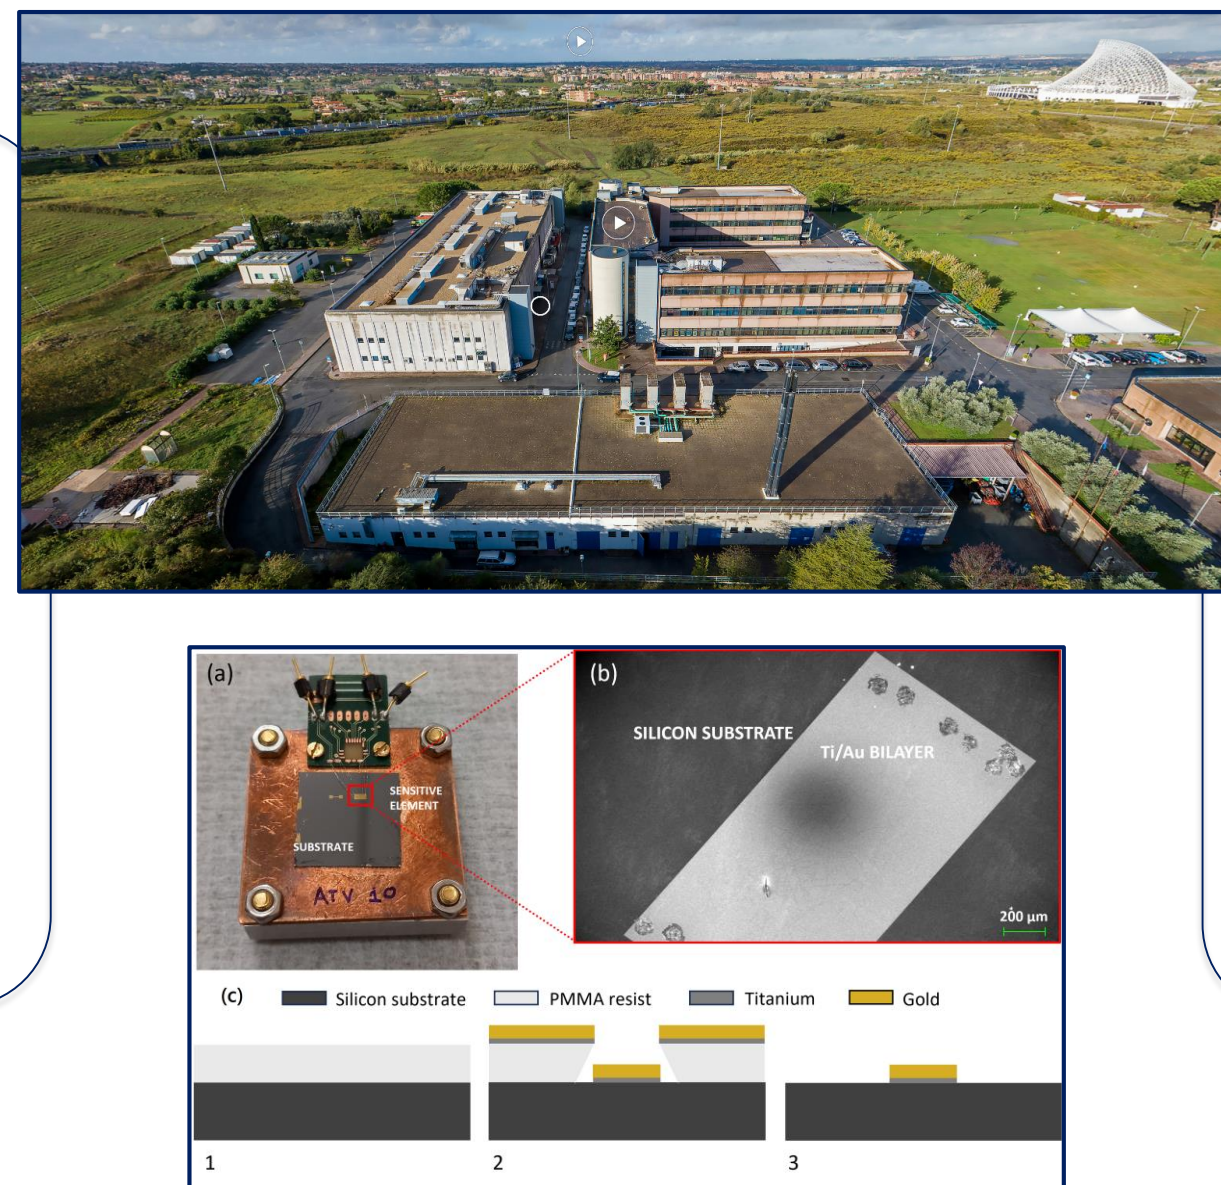 (a)
SENSITIVE
ELEMENT
SUBSTRATE
ATV 10
(b)
SILICON SUBSTRATE
Ti/Au BILAYER
200 µm
(c)
Silicon substrate
PMMA resist
Titanium
Gold
1
2
3